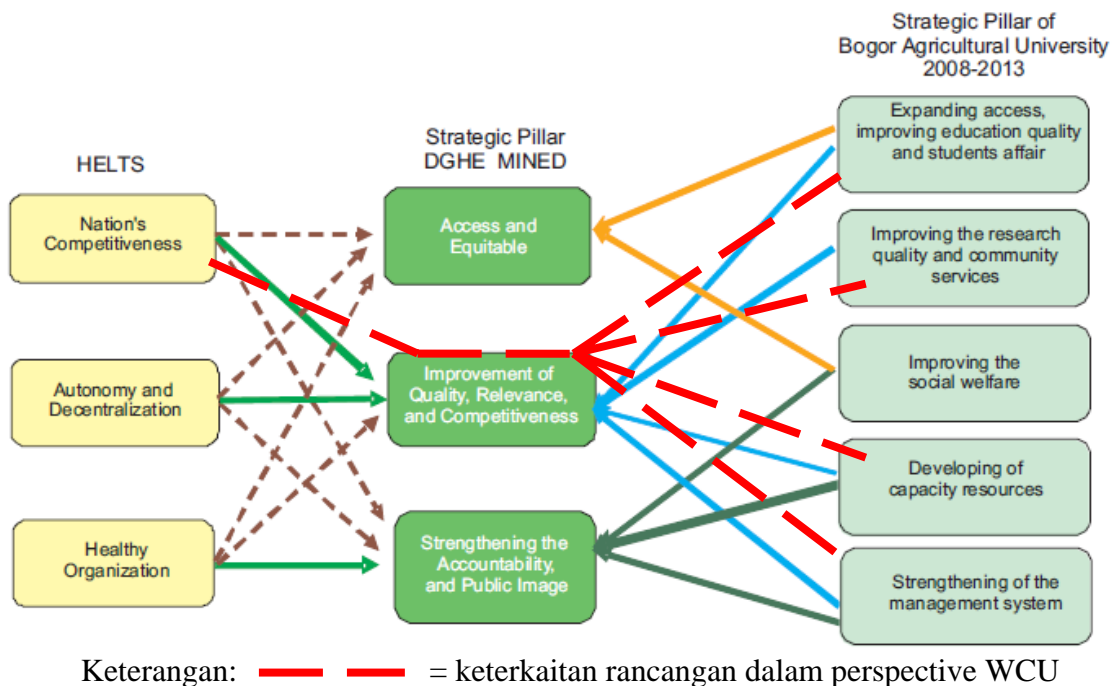 HELTS
Nation's
Competitiveness
Autonomy and
Decentralization
Healthy
Organization
Strategic Pillar
DGHE MINED
Access and
Equitable
Improvement of
Quality, Relevance,
and Competitiveness
Strengthening the
Accountability,
and Public Image
Strategic Pillar of
Bogor Agricultural University
2008-2013
Expanding access,
improving education quality
and students affair
Improving the research
quality and community
services
Improving the
social welfare
Developing of
capacity resources
Strengthening of the
management system
Keterangan: = keterkaitan rancangan dalam perspective WCU